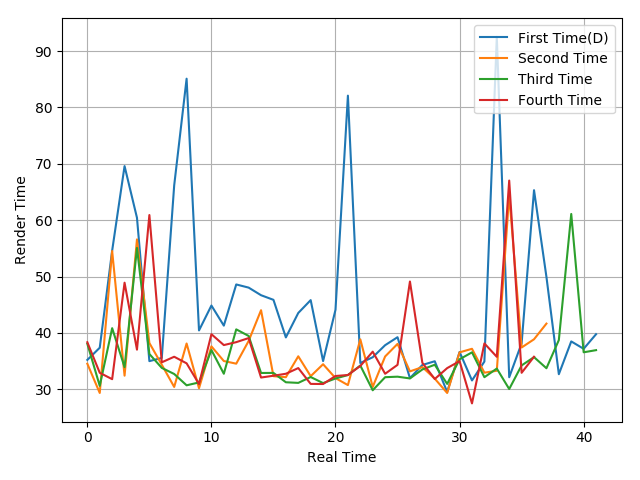 First Time(D)
Second Time
Third Time
Fourth Time
90
80
70
60
50
40
30
Render Time
0 10 20 30 40
Real Time